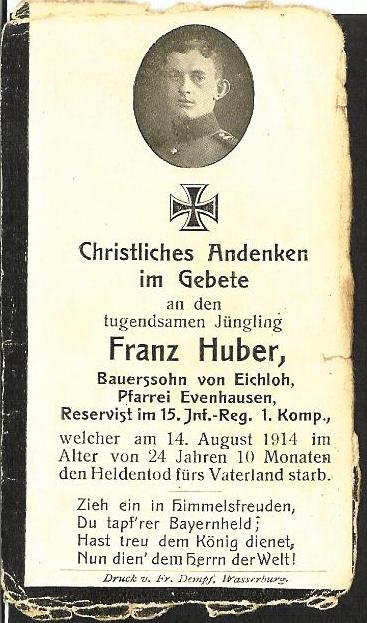 Christliches Andenken
im Gebete
an den
tugendsamen Jüngling
Franz Huber,
Bauerssohn von Eichloh,
Pfarrei Evenhausen,
Reservist im 15. Inf.-Reg. 1. Komp.,
welcher am 14. August 1914 im
Alter von 24 Jahren 10 Monaten
den Heldentod fürs Vaterland starb.
Zieh ein in Himmelsfreuden,
Du tapf'rer Bayernheld;
Hast treu dem König dienet,
Nun dien' dem Herrn der Welt!
Druck v. Fr. Dempf, Wasserburg.